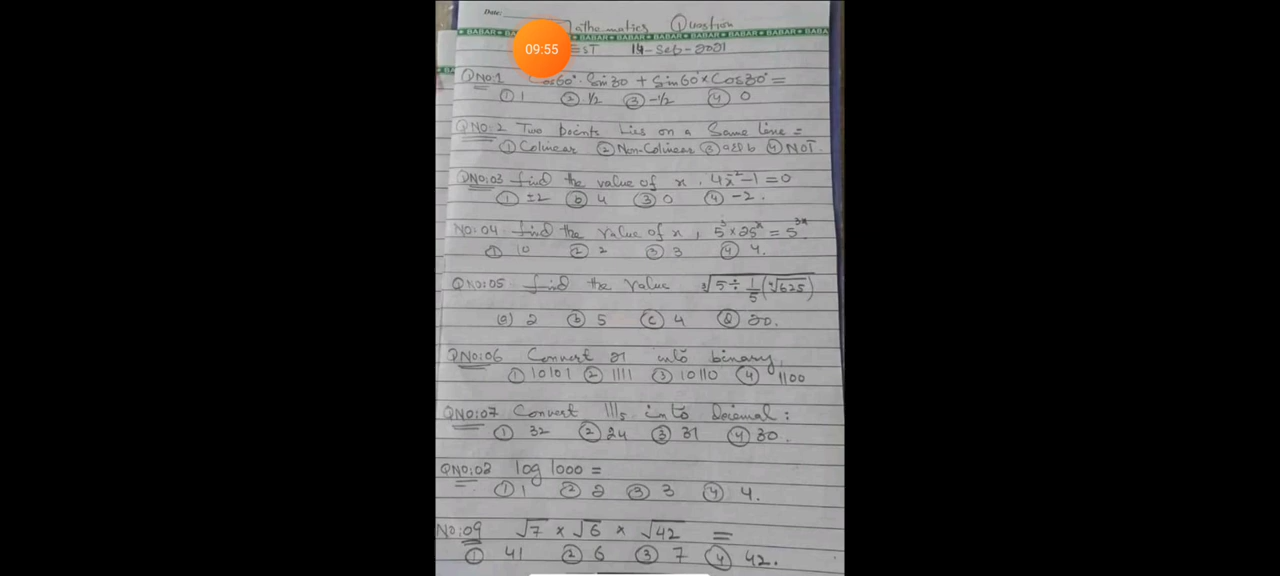 Date:
Mathematics Question
BABAR BABAR BABAR BABAR BABAR BABAR BABAR BABAR
09:55
EST 14-Sep-2021
QNO:1 Cos60°·Sin30 + Sin60°×Cos30° =
① 1 ② 1/2 ③ -1/2 ④ 0
QNO:2 Two points Lies on a Same line =
① Colinear ② Non-Colinear ③ a&b ④ NOT.
QNO:03 find the value of x, 4x⁻²-1=0
① ±2 ⓑ 4 ③ 0 ④ -2.
NO:04 find the value of x, 5³×25ˣ = 5³ˣ
① 10 ② 2 ③ 3 ④ 4.
QNO:05 find the value √5÷1/5(√625)
(a) 2 ⓑ 5 ⓒ 4 ⓓ 20.
QNO:06 Convert 21 into binary,
① 10101 ② 1111 ③ 10110 ④ 1100
QNO:07 Convert 111₅ into Decimal:
① 32 ② 24 ③ 31 ④ 30.
QNO:08 log 1000 =
① 1 ② 2 ③ 3 ④ 4.
NO:09 √7 × √6 × √42 =
① 41 ② 6 ③ 7 ④ 42.